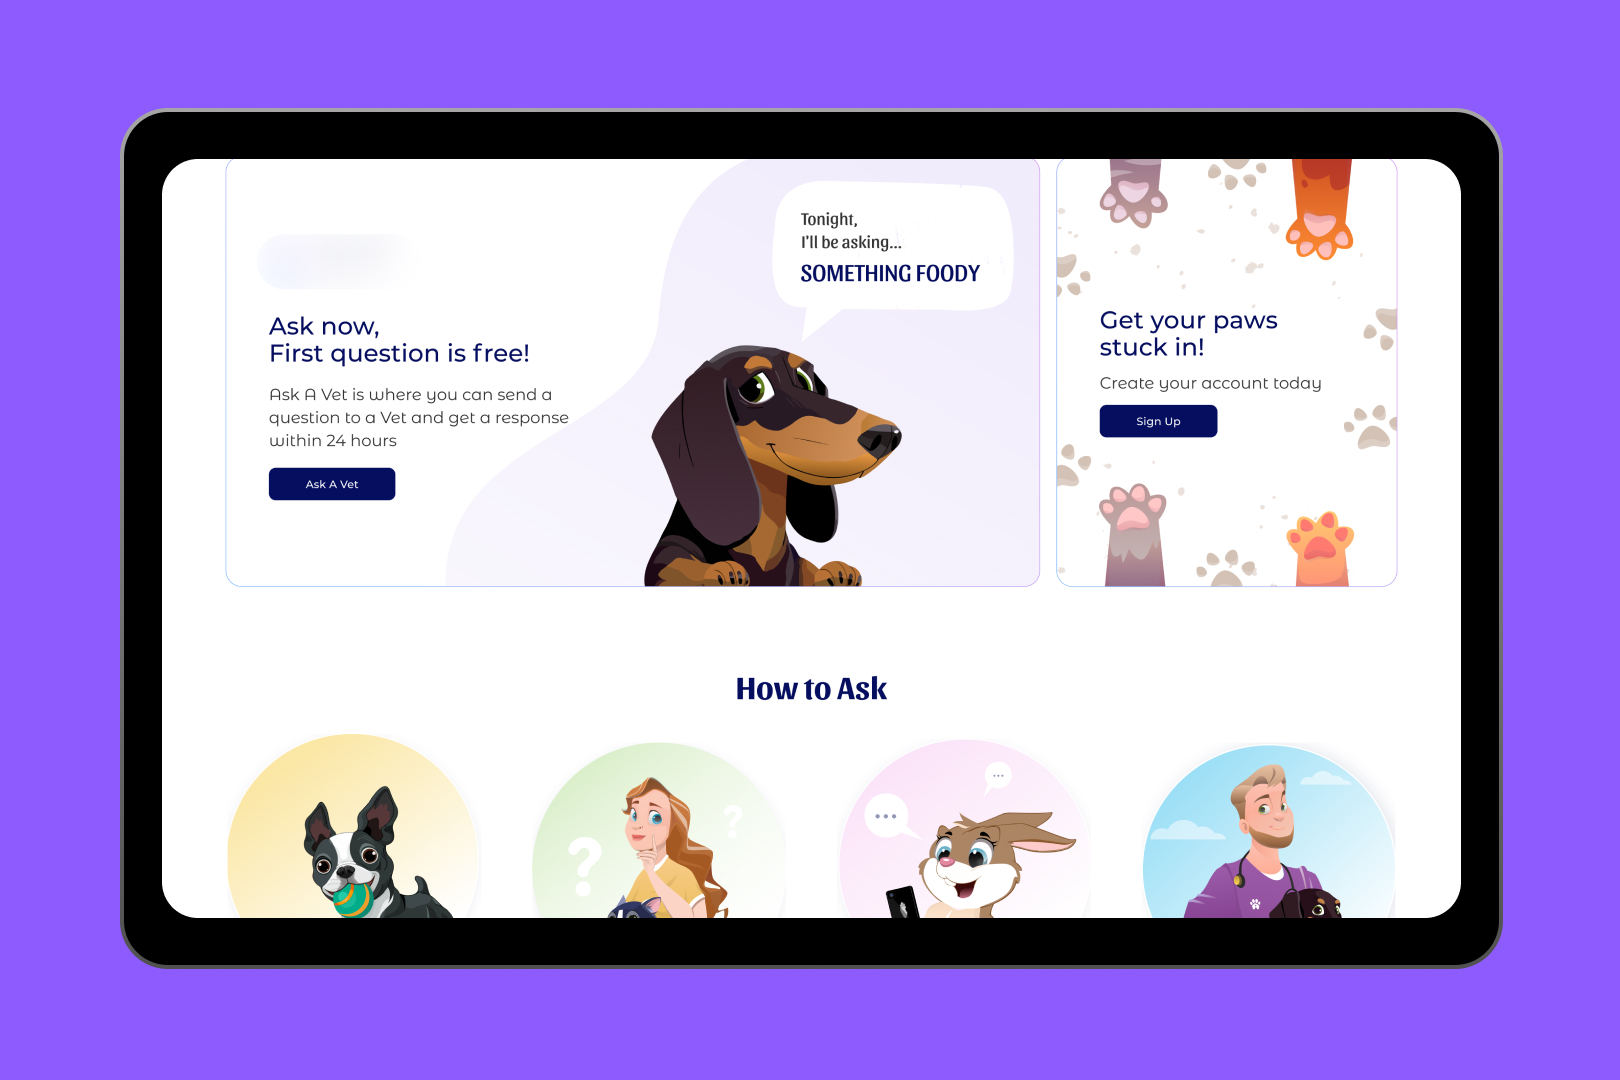 Tonight,
I'll be asking...
SOMETHING FOODY
Ask now,
First question is free!
Ask A Vet is where you can send a
question to a Vet and get a response
within 24 hours
Ask A Vet
Get your paws
stuck in!
Create your account today
Sign Up
How to Ask
?
?